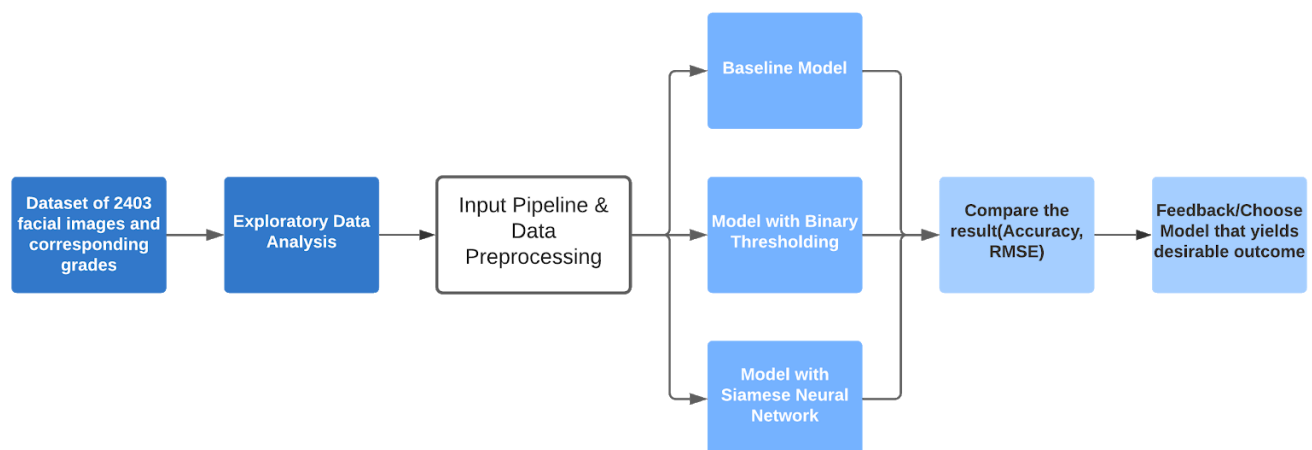 Dataset of 2403
facial images and
corresponding
grades
Exploratory Data
Analysis
Input Pipeline &
Data
Preprocessing
Baseline Model
Model with Binary
Thresholding
Model with
Siamese Neural
Network
Compare the
result(Accuracy,
RMSE)
Feedback/Choose
Model that yields
desirable outcome